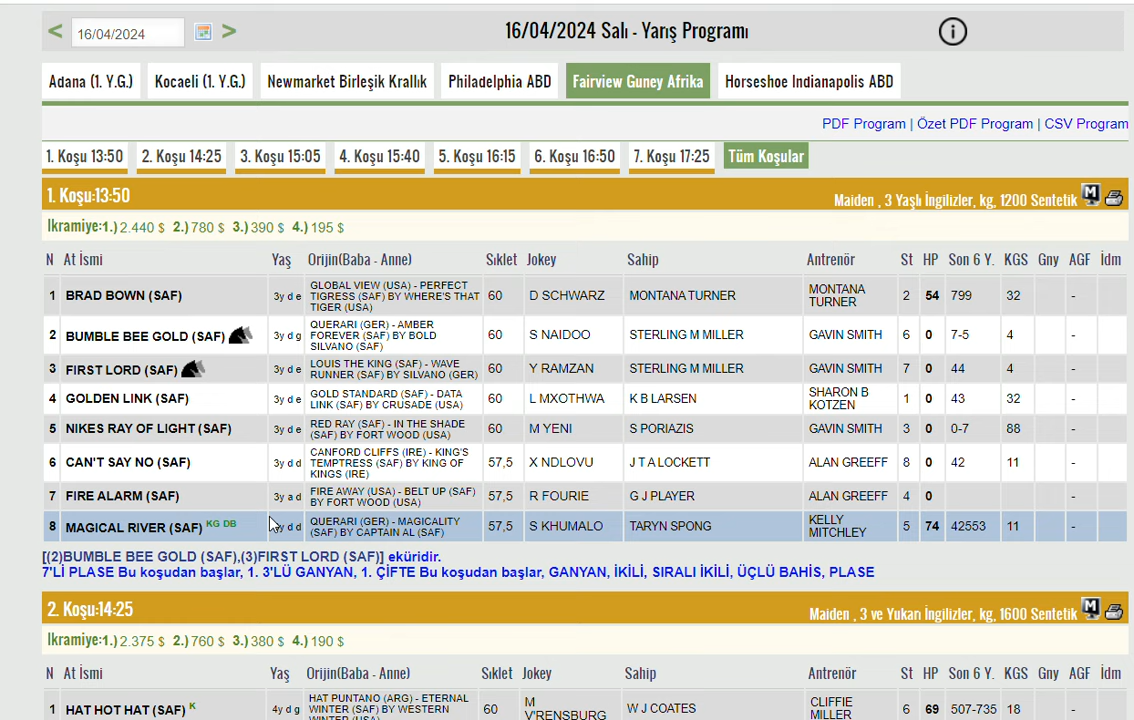 16/04/2024
16/04/2024 Salı - Yarış Programı
Adana (1. Y.G.) Kocaeli (1. Y.G.) Newmarket Birleşik Krallık Philadelphia ABD Fairview Guney Afrika Horseshoe Indianapolis ABD
PDF Program | Özet PDF Program | CSV Program
1. Koşu 13:50 2. Koşu 14:25 3. Koşu 15:05 4. Koşu 15:40 5. Koşu 16:15 6. Koşu 16:50 7. Koşu 17:25 Tüm Koşular
1. Koşu:13:50 Maiden , 3 Yaşlı İngilizler, kg, 1200 Sentetik M
İkramiye:1.) 2.440 $ 2.) 780 $ 3.) 390 $ 4.) 195 $
N At İsmi Yaş Orijin(Baba - Anne) Sıklet Jokey Sahip Antrenör St HP Son 6 Y. KGS Gny AGF İdm
1 BRAD BOWN (SAF) 3y d e GLOBAL VIEW (USA) - PERFECT TIGRESS (SAF) BY WHERE'S THAT TIGER (USA) 60 D SCHWARZ MONTANA TURNER MONTANA TURNER 2 54 799 32 -
2 BUMBLE BEE GOLD (SAF) 3y d g QUERARI (GER) - AMBER FOREVER (SAF) BY BOLD SILVANO (SAF) 60 S NAIDOO STERLING M MILLER GAVIN SMITH 6 0 7-5 4 -
3 FIRST LORD (SAF) 3y d e LOUIS THE KING (SAF) - WAVE RUNNER (SAF) BY SILVANO (GER) 60 Y RAMZAN STERLING M MILLER GAVIN SMITH 7 0 44 4 -
4 GOLDEN LINK (SAF) 3y d e GOLD STANDARD (SAF) - DATA LINK (SAF) BY CRUSADE (USA) 60 L MXOTHWA K B LARSEN SHARON B KOTZEN 1 0 43 32 -
5 NIKES RAY OF LIGHT (SAF) 3y d e RED RAY (SAF) - IN THE SHADE (SAF) BY FORT WOOD (USA) 60 M YENI S PORIAZIS GAVIN SMITH 3 0 0-7 88 -
6 CAN'T SAY NO (SAF) 3y d d CANFORD CLIFFS (IRE) - KING'S TEMPTRESS (SAF) BY KING OF KINGS (IRE) 57,5 X NDLOVU J T A LOCKETT ALAN GREEFF 8 0 42 11 -
7 FIRE ALARM (SAF) 3y a d FIRE AWAY (USA) - BELT UP (SAF) BY FORT WOOD (USA) 57,5 R FOURIE G J PLAYER ALAN GREEFF 4 0 -
8 MAGICAL RIVER (SAF) KG DB y d d QUERARI (GER) - MAGICALITY (SAF) BY CAPTAIN AL (SAF) 57,5 S KHUMALO TARYN SPONG KELLY MITCHLEY 5 74 42553 11 -
[(2)BUMBLE BEE GOLD (SAF),(3)FIRST LORD (SAF)] eküridir.
7'Lİ PLASE Bu koşudan başlar, 1. 3'LÜ GANYAN, 1. ÇİFTE Bu koşudan başlar, GANYAN, İKİLİ, SIRALI İKİLİ, ÜÇLÜ BAHİS, PLASE
2. Koşu:14:25 Maiden , 3 ve Yukarı İngilizler, kg, 1600 Sentetik M
İkramiye:1.) 2.375 $ 2.) 760 $ 3.) 380 $ 4.) 190 $
N At İsmi Yaş Orijin(Baba - Anne) Sıklet Jokey Sahip Antrenör St HP Son 6 Y. KGS Gny AGF İdm
1 HAT HOT HAT (SAF) K 4y d g HAT PUNTANO (ARG) - ETERNAL WINTER (SAF) BY WESTERN WINTER (USA) 60 M V'RENSBURG W J COATES CLIFFIE MILLER 6 69 507-735 18 -